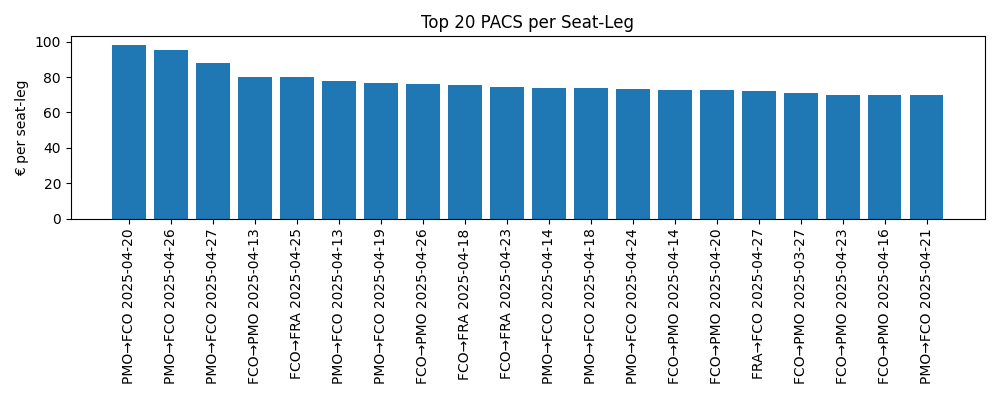 Top 20 PACS per Seat-Leg
€ per seat-leg
100
80
60
40
20
0
PMO→FCO 2025-04-20
PMO→FCO 2025-04-26
PMO→FCO 2025-04-27
FCO→PMO 2025-04-13
FCO→FRA 2025-04-25
PMO→FCO 2025-04-13
PMO→FCO 2025-04-19
FCO→PMO 2025-04-26
FCO→FRA 2025-04-18
FCO→FRA 2025-04-23
PMO→FCO 2025-04-14
PMO→FCO 2025-04-18
PMO→FCO 2025-04-24
FCO→PMO 2025-04-14
FCO→PMO 2025-04-20
FRA→FCO 2025-04-27
FCO→PMO 2025-03-27
FCO→PMO 2025-04-23
FCO→PMO 2025-04-16
PMO→FCO 2025-04-21